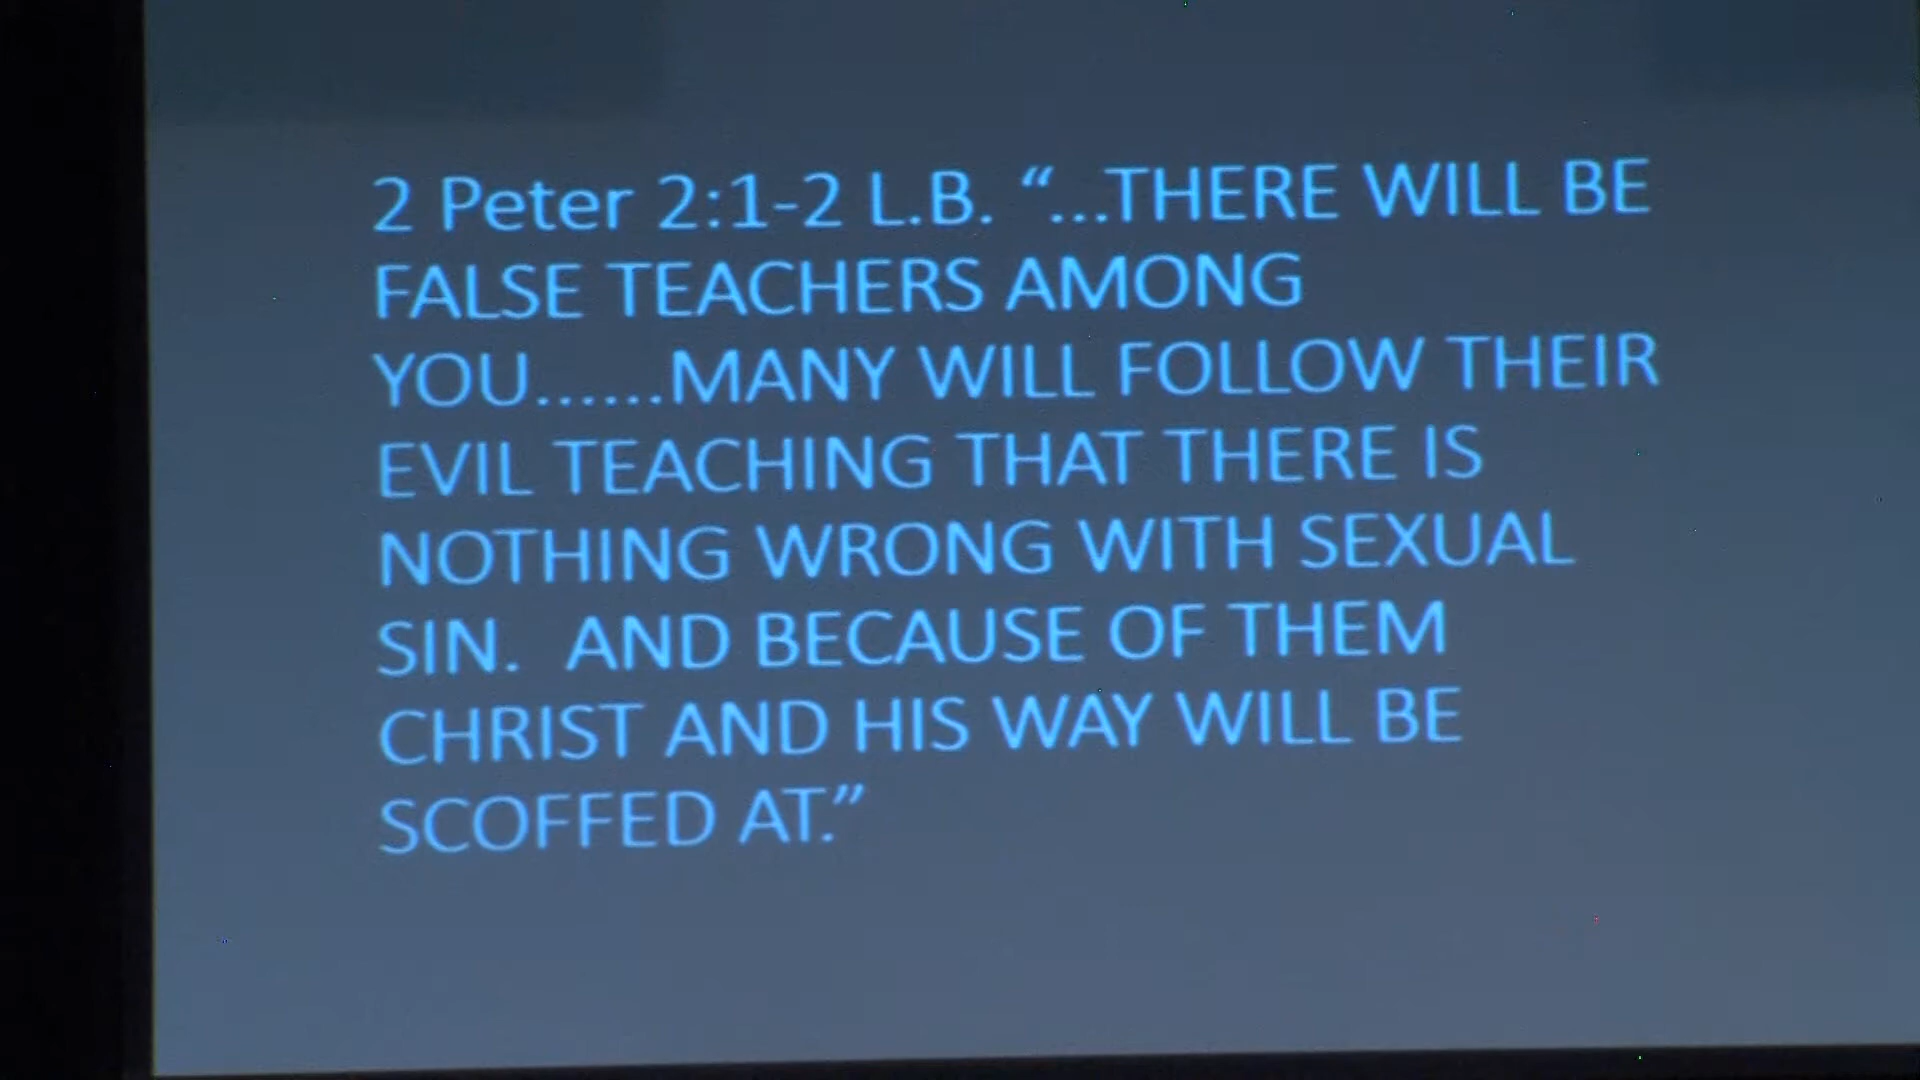 2 Peter 2:1-2 L.B. “...THERE WILL BE
FALSE TEACHERS AMONG
YOU......MANY WILL FOLLOW THEIR
EVIL TEACHING THAT THERE IS
NOTHING WRONG WITH SEXUAL
SIN.  AND BECAUSE OF THEM
CHRIST AND HIS WAY WILL BE
SCOFFED AT.”